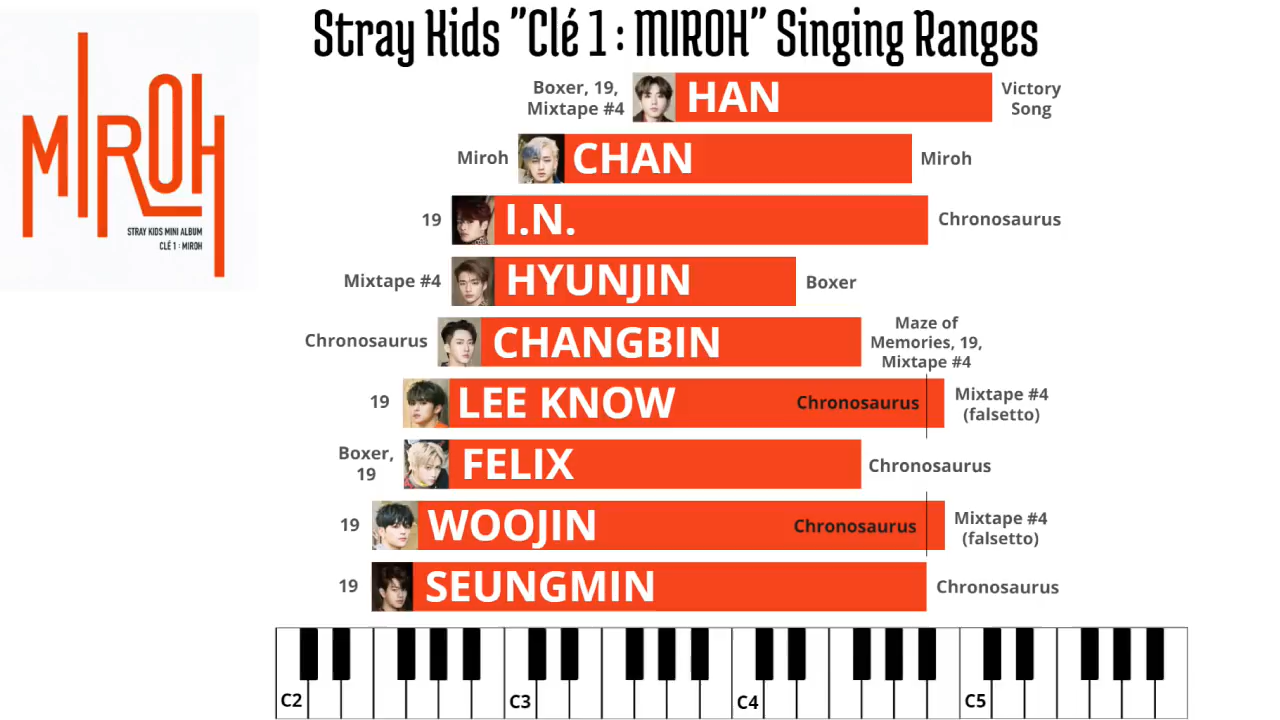 Stray Kids "Clé 1 : MIROH" Singing Ranges
MIROH
STRAY KIDS MINI ALBUM
CLÉ 1 : MIROH
Boxer, 19,
Mixtape #4
HAN
Victory
Song
Miroh
CHAN
Miroh
19
I.N.
Chronosaurus
Mixtape #4
HYUNJIN
Boxer
Chronosaurus
CHANGBIN
Maze of
Memories, 19,
Mixtape #4
19
LEE KNOW
Chronosaurus
Mixtape #4
(falsetto)
Boxer,
19
FELIX
Chronosaurus
19
WOOJIN
Chronosaurus
Mixtape #4
(falsetto)
19
SEUNGMIN
Chronosaurus
C2
C3
C4
C5